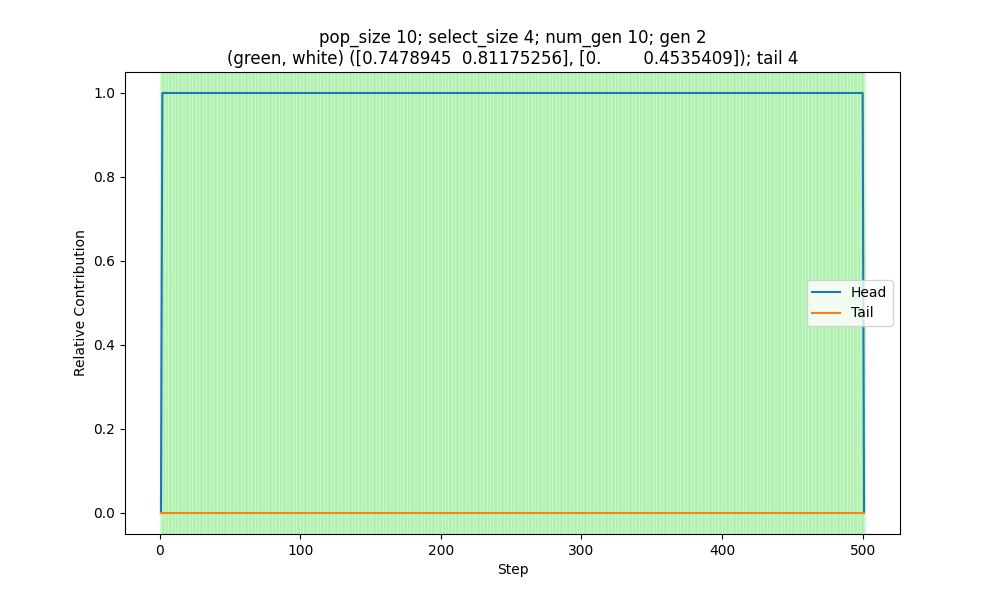 pop_size 10; select_size 4; num_gen 10; gen 2
(green, white) ([0.7478945  0.81175256], [0.        0.4535409]); tail 4
1.0
0.8
0.6
0.4
0.2
0.0
Relative Contribution
Head
Tail
0 100 200 300 400 500
Step